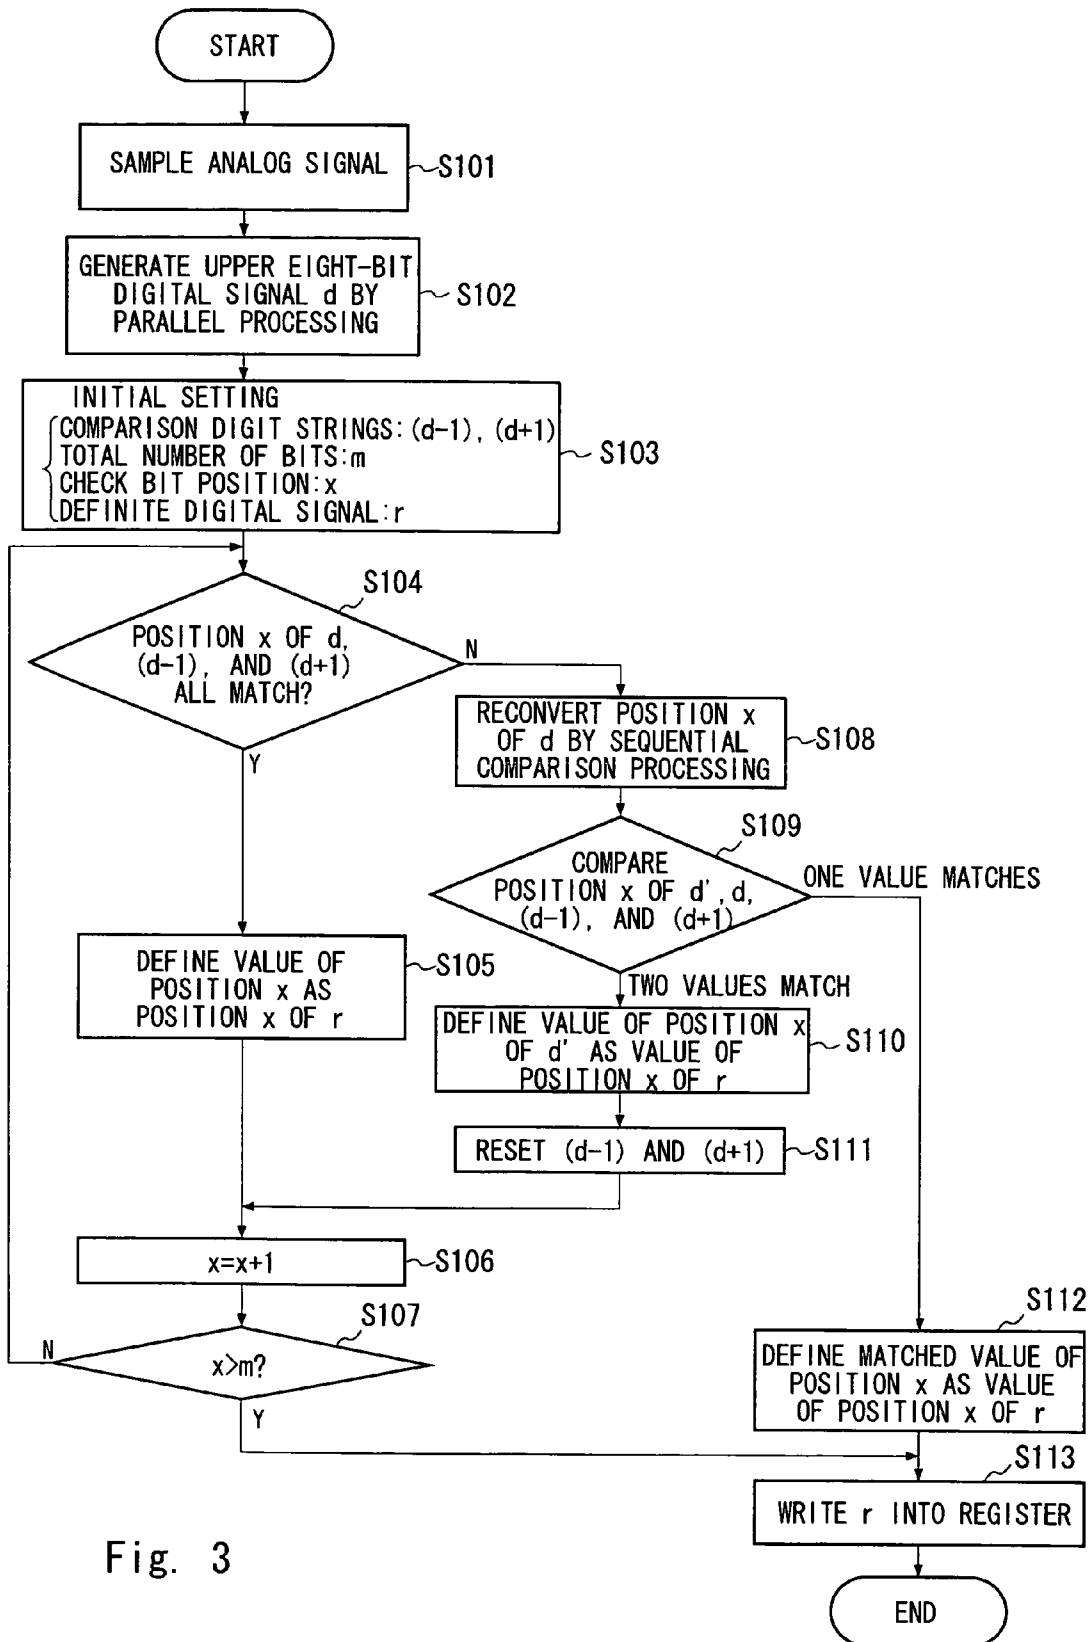 START
SAMPLE ANALOG SIGNAL
S101
GENERATE UPPER EIGHT-BIT
DIGITAL SIGNAL d BY
PARALLEL PROCESSING
S102
INITIAL SETTING
COMPARISON DIGIT STRINGS:(d-1), (d+1)
TOTAL NUMBER OF BITS:m
CHECK BIT POSITION:x
DEFINITE DIGITAL SIGNAL:r
S103
S104
POSITION x OF d,
(d-1), AND (d+1)
ALL MATCH?
N
Y
RECONVERT POSITION x
OF d BY SEQUENTIAL
COMPARISON PROCESSING
S108
S109
COMPARE
POSITION x OF d',d,
(d-1), AND (d+1)
ONE VALUE MATCHES
TWO VALUES MATCH
DEFINE VALUE OF
POSITION x AS
POSITION x OF r
S105
DEFINE VALUE OF POSITION x
OF d' AS VALUE OF
POSITION x OF r
S110
RESET (d-1) AND (d+1)
S111
x=x+1
S106
S107
x>m?
N
Y
S112
DEFINE MATCHED VALUE OF
POSITION x AS VALUE
OF POSITION x OF r
S113
WRITE r INTO REGISTER
END
Fig. 3